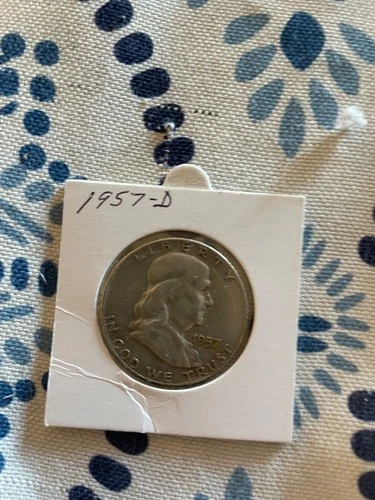 1957-D
LIBERTY
1957
IN GOD WE TRUST